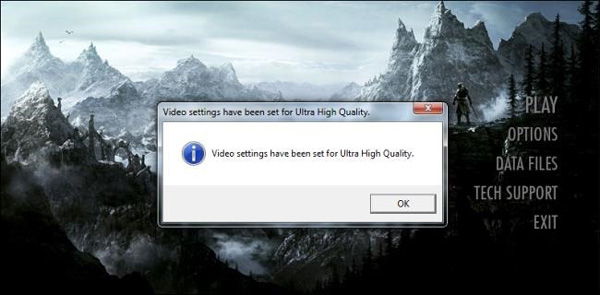 Video settings have been set for Ultra High Quality.
Video settings have been set for Ultra High Quality.
OK
PLAY
OPTIONS
DATA FILES
TECH SUPPORT
EXIT